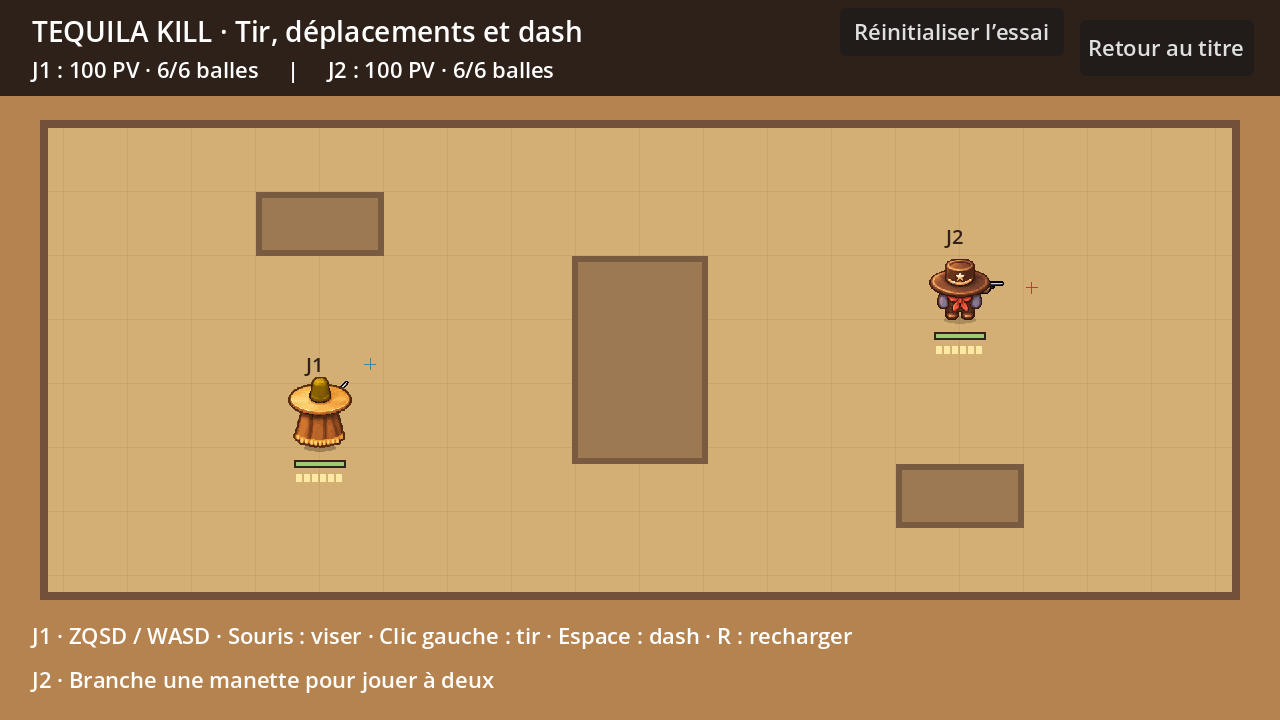 TEQUILA KILL · Tir, déplacements et dash
Réinitialiser l’essai
Retour au titre
J1 : 100 PV · 6/6 balles | J2 : 100 PV · 6/6 balles
J2
J1
J1 · ZQSD / WASD · Souris : viser · Clic gauche : tir · Espace : dash · R : recharger
J2 · Branche une manette pour jouer à deux